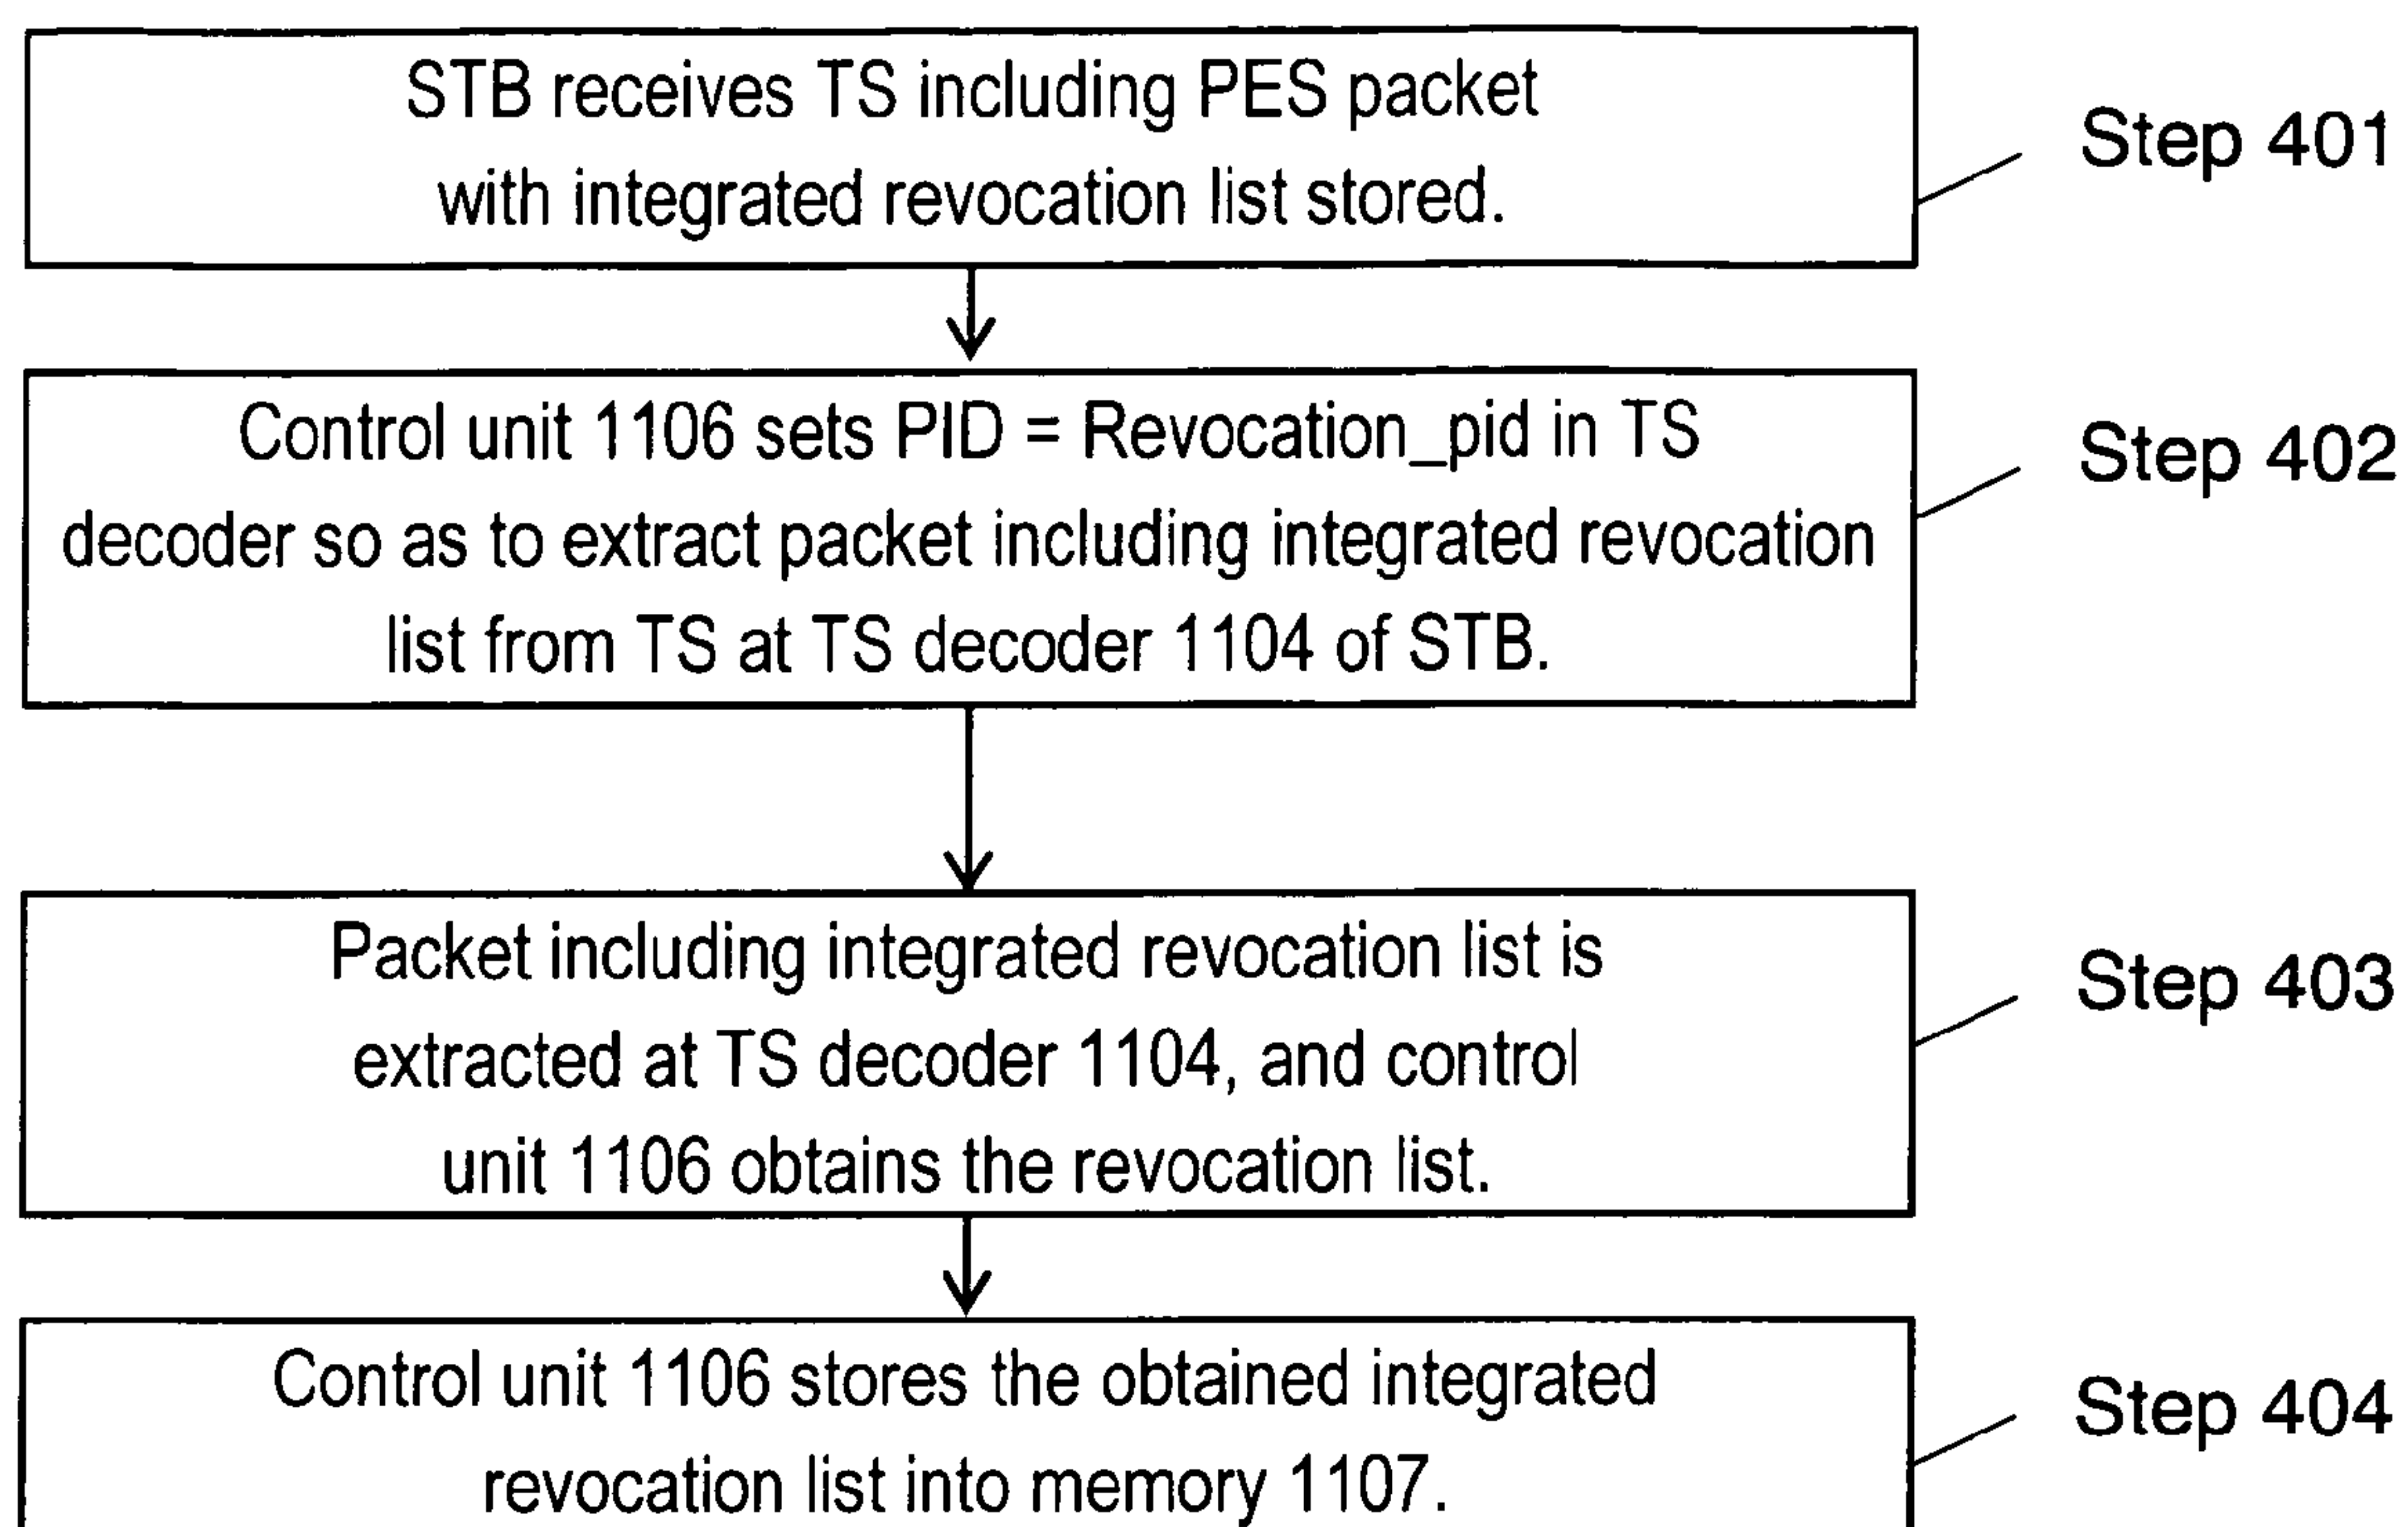 STB receives TS including PES packet
with integrated revocation list stored.
Step 401
Control unit 1106 sets PID = Revocation_pid in TS
decoder so as to extract packet including integrated revocation
list from TS at TS decoder 1104 of STB.
Step 402
Packet including integrated revocation list is
extracted at TS decoder 1104, and control
unit 1106 obtains the revocation list.
Step 403
Control unit 1106 stores the obtained integrated
revocation list into memory 1107.
Step 404